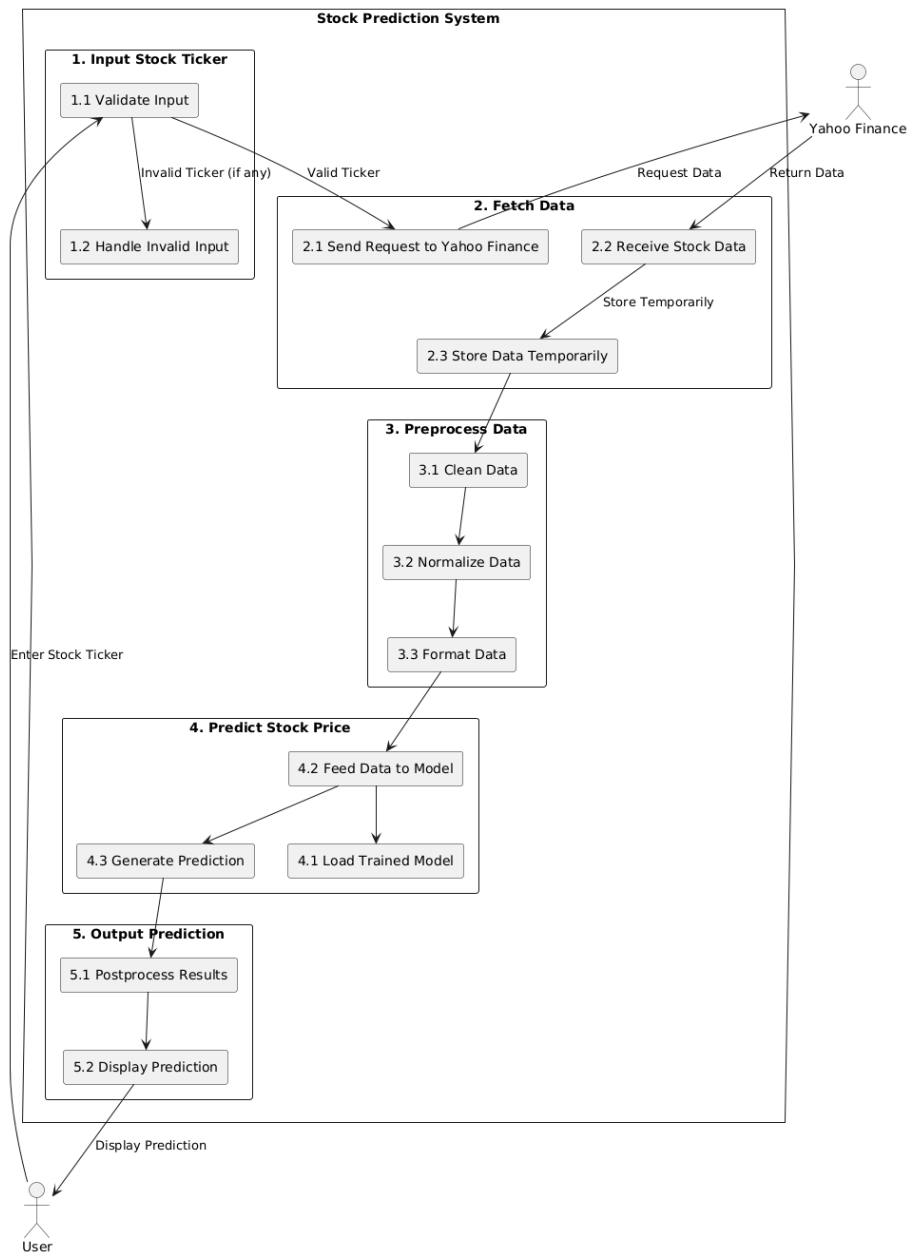 Stock Prediction System
1. Input Stock Ticker
1.1 Validate Input
Yahoo Finance
Invalid Ticker (if any)
Valid Ticker
Request Data
Return Data
2. Fetch Data
1.2 Handle Invalid Input
2.1 Send Request to Yahoo Finance
2.2 Receive Stock Data
Store Temporarily
2.3 Store Data Temporarily
3. Preprocess Data
3.1 Clean Data
3.2 Normalize Data
Enter Stock Ticker
3.3 Format Data
4. Predict Stock Price
4.2 Feed Data to Model
4.3 Generate Prediction
4.1 Load Trained Model
5. Output Prediction
5.1 Postprocess Results
5.2 Display Prediction
Display Prediction
User